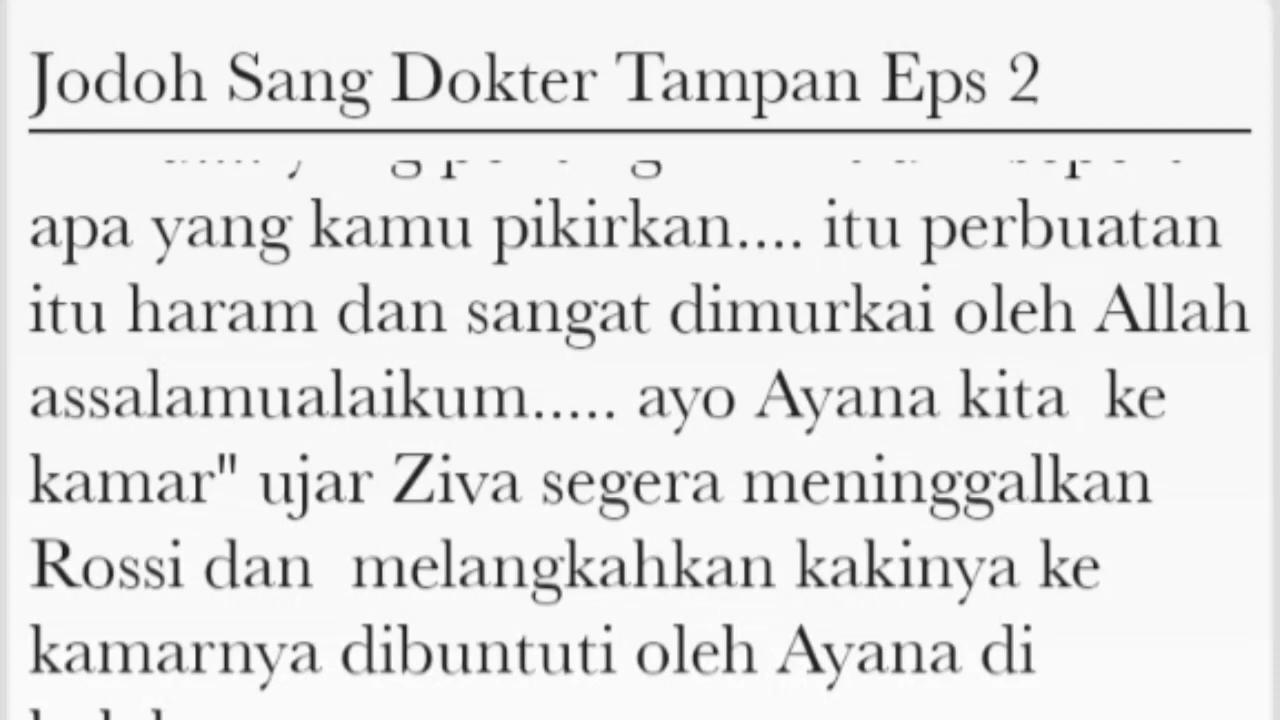 Jodoh Sang Dokter Tampan Eps 2
apa yang kamu pikirkan.... itu perbuatan
itu haram dan sangat dimurkai oleh Allah
assalamualaikum..... ayo Ayana kita  ke
kamar" ujar Ziva segera meninggalkan
Rossi dan  melangkahkan kakinya ke
kamarnya dibuntuti oleh Ayana di